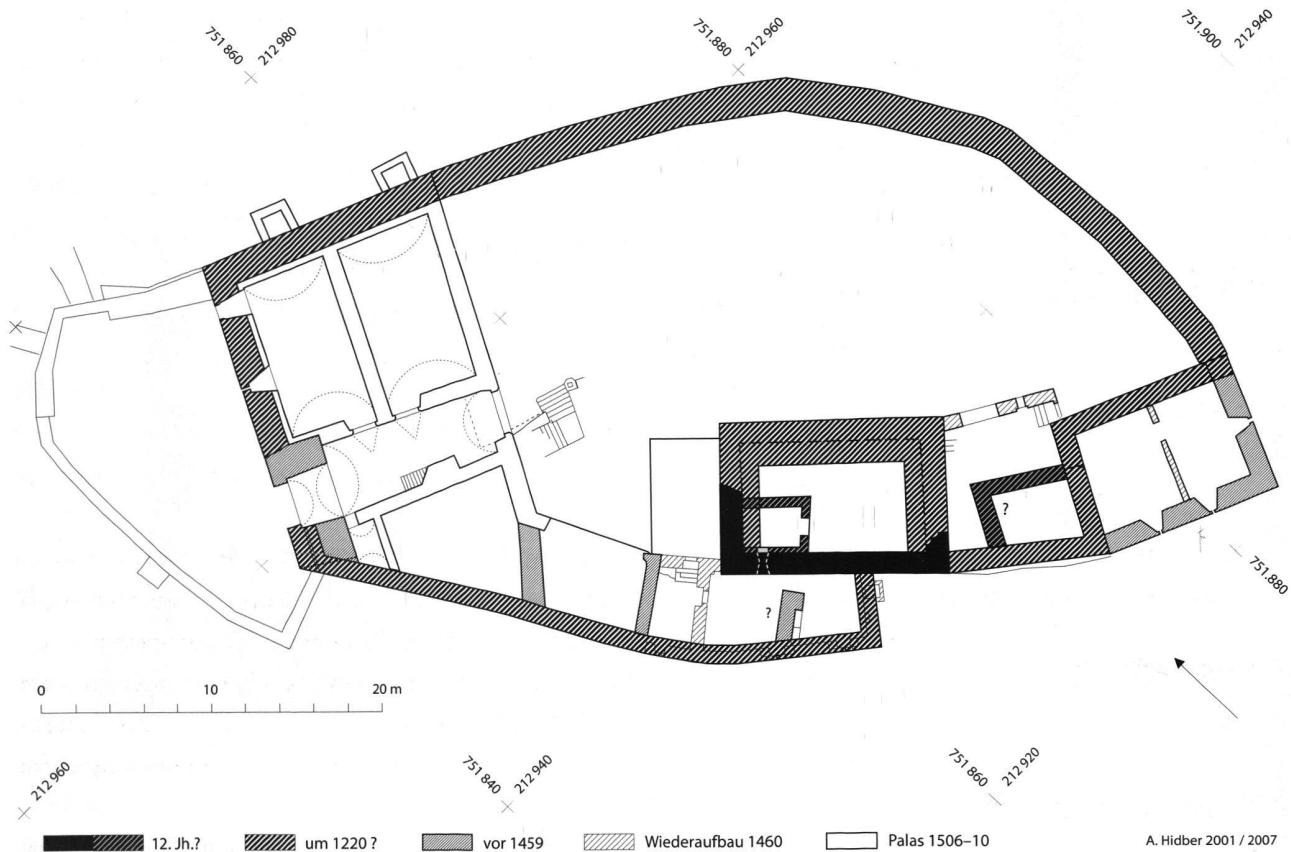 751.860 212 980
751.880 212 960
751.900 212 940
?
?
751.880
212 920
0 10 20 m
212 960
751.840 212 940
751.860 212 920
12. Jh.? um 1220 ? vor 1459 Wiederaufbau 1460 Palas 1506–10 A. Hidber 2001 / 2007